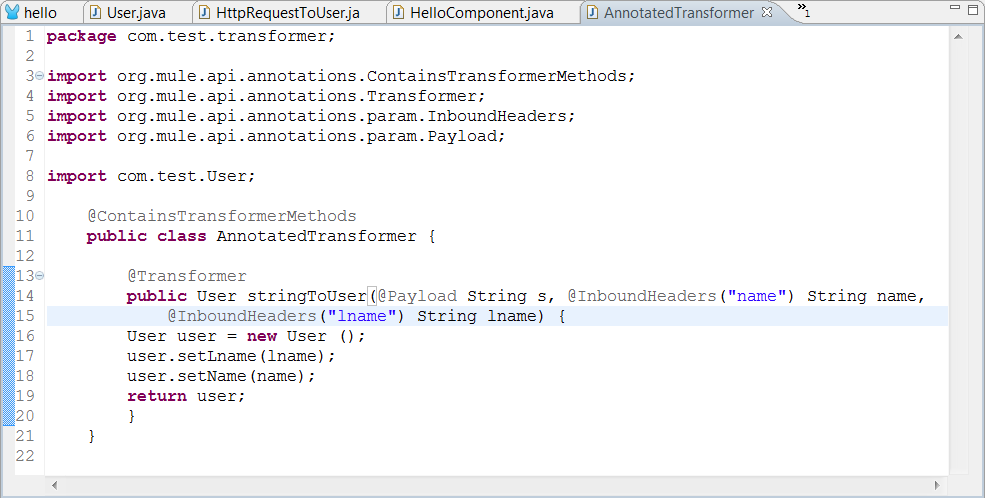 hello User.java HttpRequestToUser.ja HelloComponent.java AnnotatedTransformer »1
1 package com.test.transformer;
2
3 import org.mule.api.annotations.ContainsTransformerMethods;
4 import org.mule.api.annotations.Transformer;
5 import org.mule.api.annotations.param.InboundHeaders;
6 import org.mule.api.annotations.param.Payload;
7
8 import com.test.User;
9
10 @ContainsTransformerMethods
11 public class AnnotatedTransformer {
12
13 @Transformer
14 public User stringToUser(@Payload String s, @InboundHeaders("name") String name,
15 @InboundHeaders("lname") String lname) {
16 User user = new User ();
17 user.setLname(lname);
18 user.setName(name);
19 return user;
20 }
21 }
22